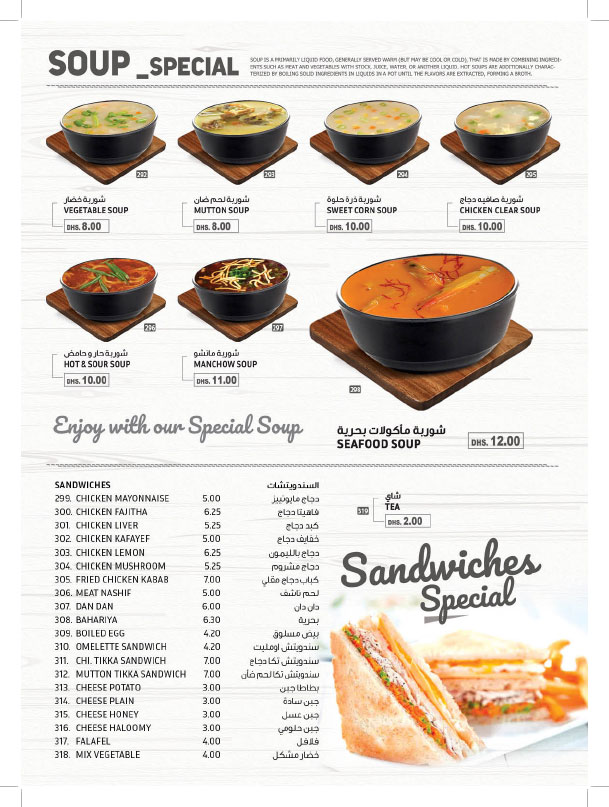 SOUP _SPECIAL
SOUP IS A PRIMARILY LIQUID FOOD, GENERALLY SERVED WARM (BUT MAY BE COOL OR COLD), THAT IS MADE BY COMBINING INGREDI-
ENTS SUCH AS MEAT AND VEGETABLES WITH STOCK, JUICE, WATER, OR ANOTHER LIQUID. HOT SOUPS ARE ADDITIONALLY CHARAC-
TERIZED BY BOILING SOLID INGREDIENTS IN LIQUIDS IN A POT UNTIL THE FLAVORS ARE EXTRACTED, FORMING A BROTH.
292
شوربة خضار
VEGETABLE SOUP
DHS. 8.00
293
شوربة لحم ضان
MUTTON SOUP
DHS. 8.00
294
شوربة ذرة حلوة
SWEET CORN SOUP
DHS. 10.00
295
شوربة صافيه دجاج
CHICKEN CLEAR SOUP
DHS. 10.00
296
شوربة حار و حامض
HOT & SOUR SOUP
DHS. 10.00
297
شوربة مانشو
MANCHOW SOUP
DHS. 11.00
298
شوربة مأكولات بحرية
SEAFOOD SOUP
DHS. 12.00
Enjoy with our Special Soup
SANDWICHES السندويتشات
299. CHICKEN MAYONNAISE 5.00 دجاج مايونييز
300. CHICKEN FAJITHA 6.25 فاهيتا دجاج
301. CHICKEN LIVER 5.25 كبد دجاج
302. CHICKEN KAFAYEF 5.00 خفايف دجاج
303. CHICKEN LEMON 6.25 دجاج بالليمون
304. CHICKEN MUSHROOM 5.25 دجاج مشروم
305. FRIED CHICKEN KABAB 7.00 كباب دجاج مقلي
306. MEAT NASHIF 5.00 لحم ناشف
307. DAN DAN 6.00 دان دان
308. BAHARIYA 6.30 بحرية
309. BOILED EGG 4.20 بيض مسلوق
310. OMELETTE SANDWICH 4.20 سندويتش اومليت
311. CHI. TIKKA SANDWICH 7.00 سندويتش تكا دجاج
312. MUTTON TIKKA SANDWICH 7.00 سندويتش تكا لحم ضأن
313. CHEESE POTATO 3.00 بطاطا جبن
314. CHEESE PLAIN 3.00 جبن سادة
315. CHEESE HONEY 3.00 جبن عسل
316. CHEESE HALOOMY 3.00 جبن حلومي
317. FALAFEL 4.00 فلافل
318. MIX VEGETABLE 4.00 خضار مشكل
319
شاي
TEA
DHS. 2.00
Sandwiches
Special